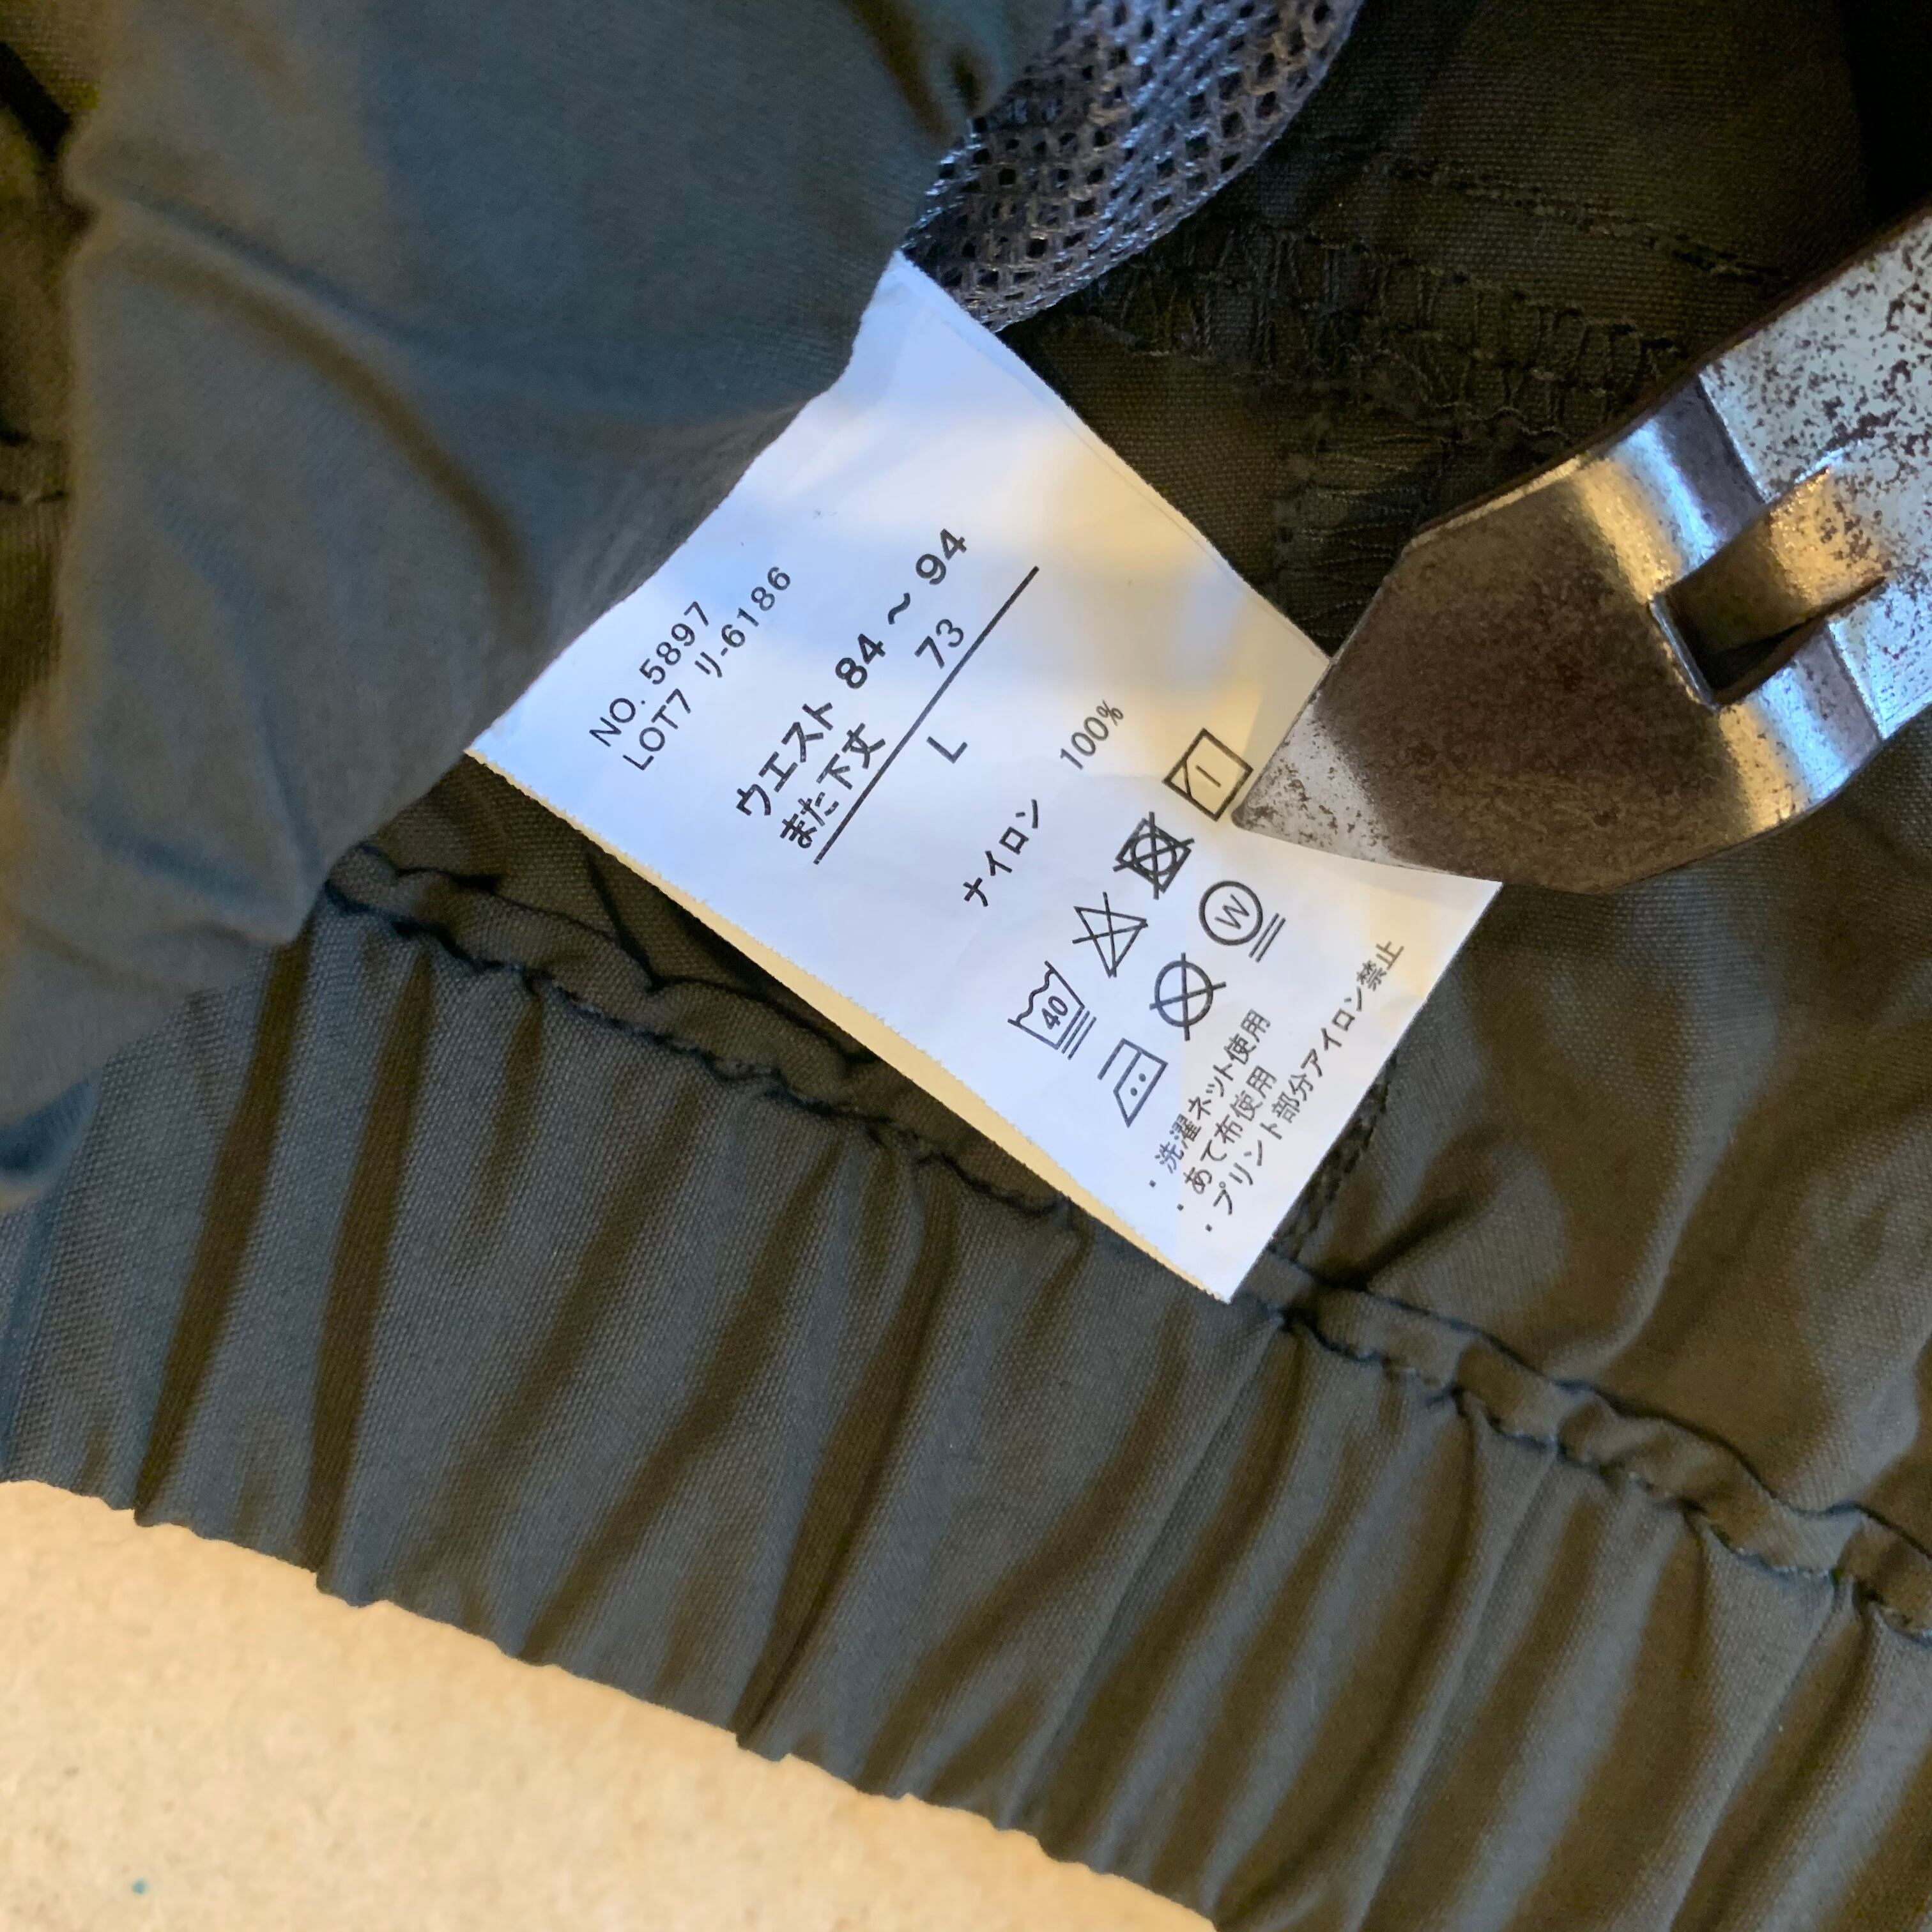 NO. 5897
LOT7 リ-6186
ウエスト 84～94
また下丈 73
L
ナイロン 100%
40
W
・洗濯ネット使用
・あて布使用
・プリント部分アイロン禁止